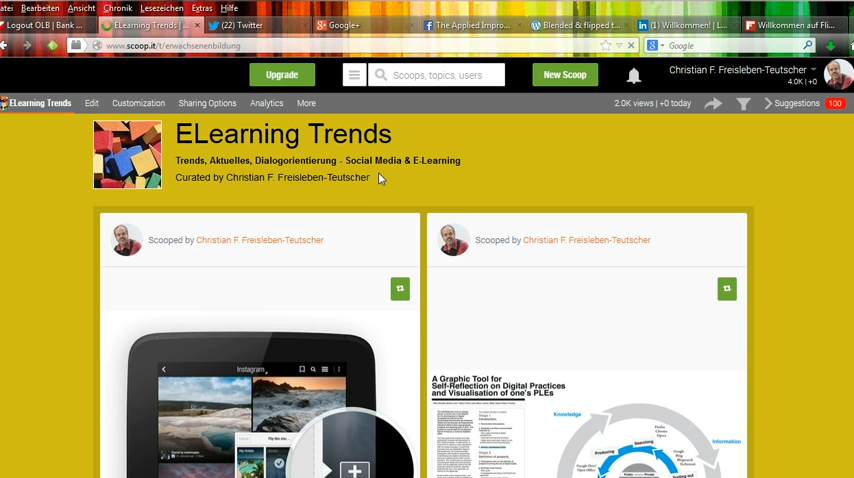 atei Bearbeiten Ansicht Chronik Lesezeichen Extras Hilfe
Logout OLB | Bank ...
ELearning Trends | ...
(22) Twitter
Google+
The Applied Impro...
Blended & flipped t...
(1) Willkommen! | L...
Willkommen auf Fli...
www.scoop.it/t/erwachsenenbildung
Google
Upgrade
Scoops, topics, users
New Scoop
Christian F. Freisleben-Teutscher
4.0K | +0
ELearning Trends Edit Customization Sharing Options Analytics More
2.0K views | +0 today
Suggestions 100
ELearning Trends
Trends, Aktuelles, Dialogorientierung - Social Media & E-Learning
Curated by Christian F. Freisleben-Teutscher
Scooped by Christian F. Freisleben-Teutscher
Scooped by Christian F. Freisleben-Teutscher
Instagram
A Graphic Tool for
Self-Reflection on Digital Practices
and Visualisation of one's PLEs
Knowledge
Information
Producing
Searching